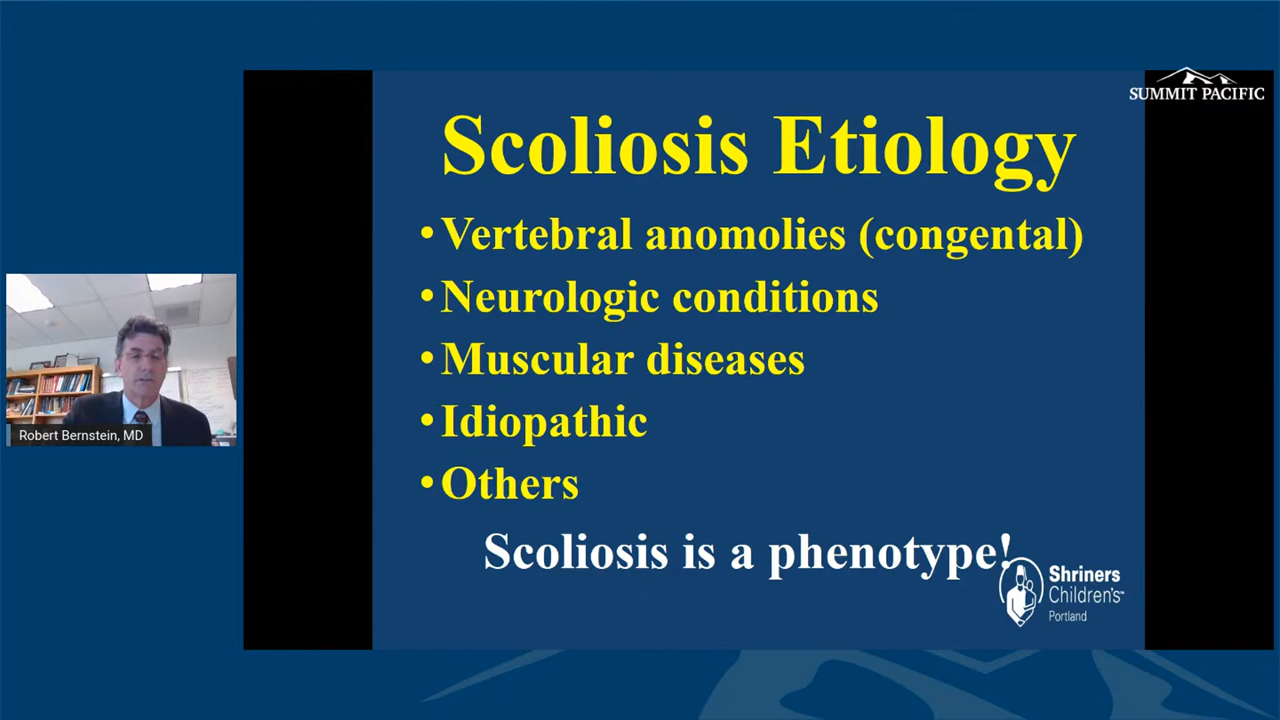 SUMMIT PACIFIC
Scoliosis Etiology
•Vertebral anomolies (congental)
•Neurologic conditions
•Muscular diseases
•Idiopathic
•Others
Scoliosis is a phenotype!
Shriners
Children's™
Portland
Robert Bernstein, MD